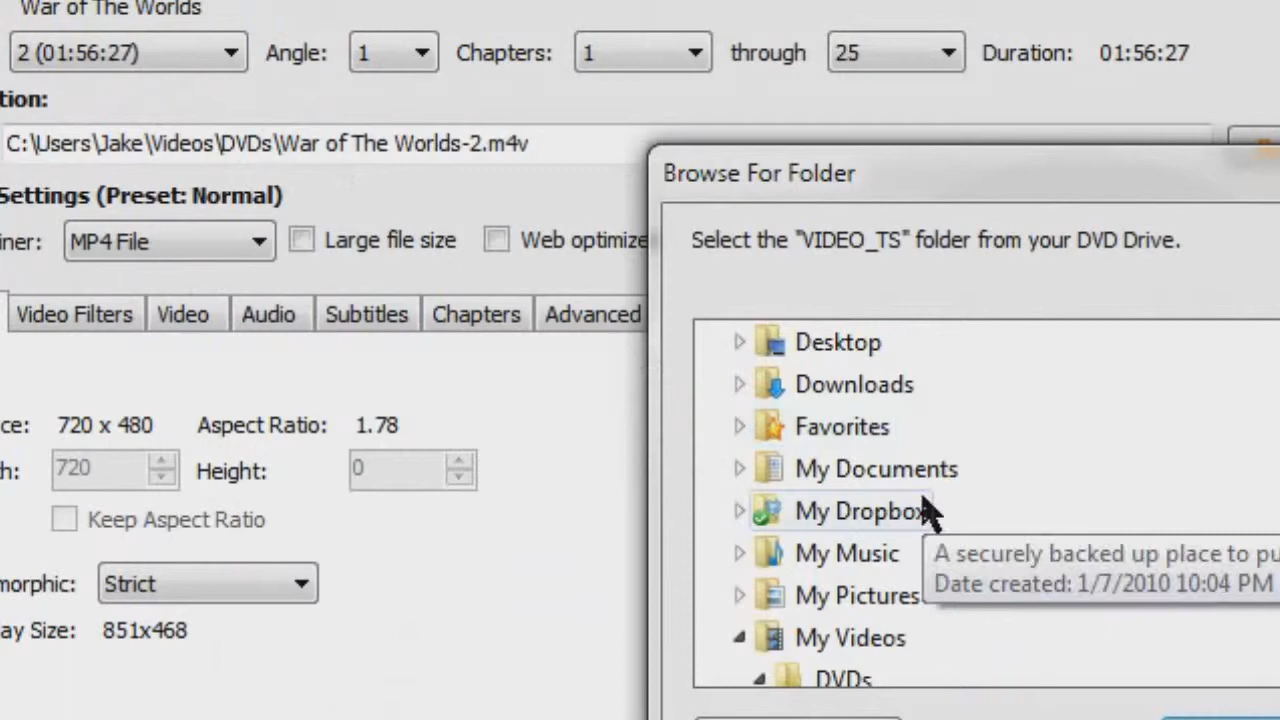 War of The Worlds
2 (01:56:27) Angle: 1 Chapters: 1 through 25 Duration: 01:56:27
tion:
C:\Users\Jake\Videos\DVDs\War of The Worlds-2.m4v
Browse For Folder
Settings (Preset: Normal)
iner: MP4 File Large file size Web optimize
Select the "VIDEO_TS" folder from your DVD Drive.
Video Filters Video Audio Subtitles Chapters Advanced
Desktop
Downloads
Favorites
ce: 720 x 480 Aspect Ratio: 1.78
h: 720 Height: 0
My Documents
Keep Aspect Ratio
My Dropbox
My Music
A securely backed up place to pu
Date created: 1/7/2010 10:04 PM
morphic: Strict
My Pictures
ay Size: 851x468
My Videos
DVDs